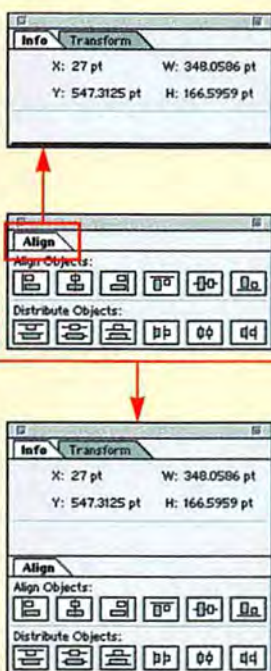 Info Transform
X: 27 pt W: 348.0586 pt
Y: 547.3125 pt H: 166.5959 pt
Align
Align Objects:
Distribute Objects:
Info Transform
X: 27 pt W: 348.0586 pt
Y: 547.3125 pt H: 166.5959 pt
Align
Align Objects:
Distribute Objects: